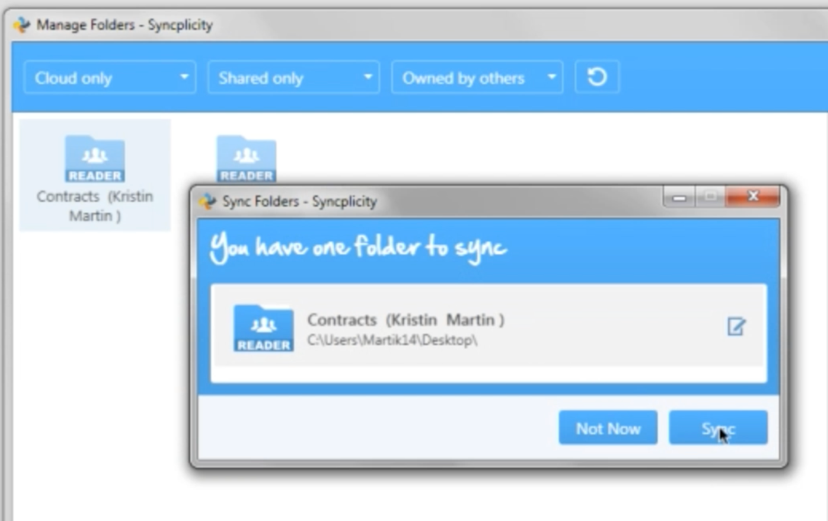 Manage Folders - Syncplicity
Cloud only
Shared only
Owned by others
READER
READER
Contracts (Kristin
Martin )
Sync Folders - Syncplicity
You have one folder to sync
READER
Contracts (Kristin Martin )
C:\Users\Martik14\Desktop\
Not Now
Sync